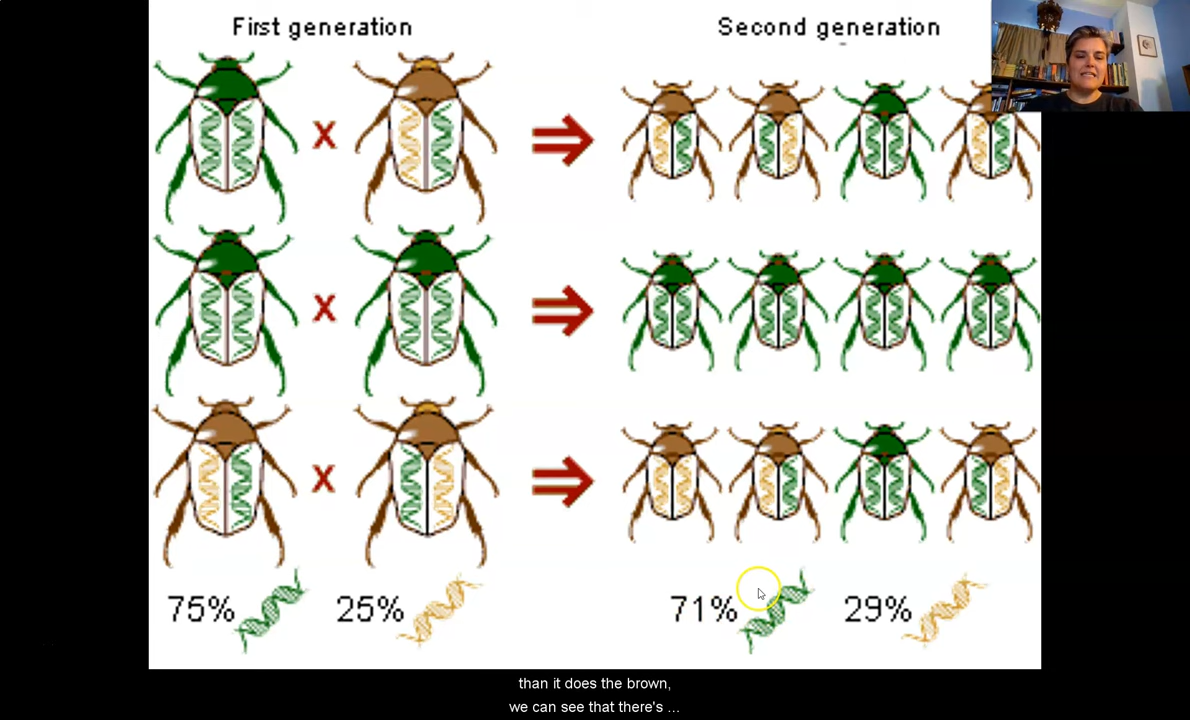 First generation
Second generation
x
x
x
75%
25%
71%
29%
than it does the brown,
we can see that there's ...